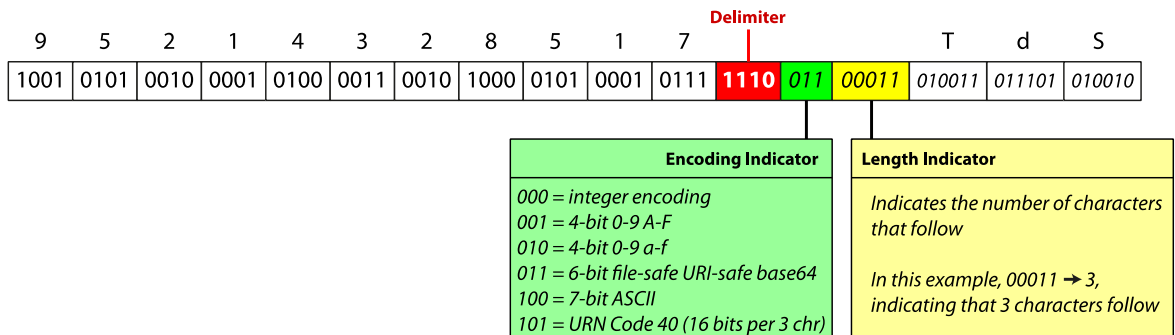 Delimiter
9 5 2 1 4 3 2 8 5 1 7 T d S
1001 0101 0010 0001 0100 0011 0010 1000 0101 0001 0111 1110 011 00011 010011 011101 010010
Encoding Indicator
000 = integer encoding
001 = 4-bit 0-9 A-F
010 = 4-bit 0-9 a-f
011 = 6-bit file-safe URI-safe base64
100 = 7-bit ASCII
101 = URN Code 40 (16 bits per 3 chr)
Length Indicator
Indicates the number of characters
that follow
In this example, 00011 → 3,
indicating that 3 characters follow